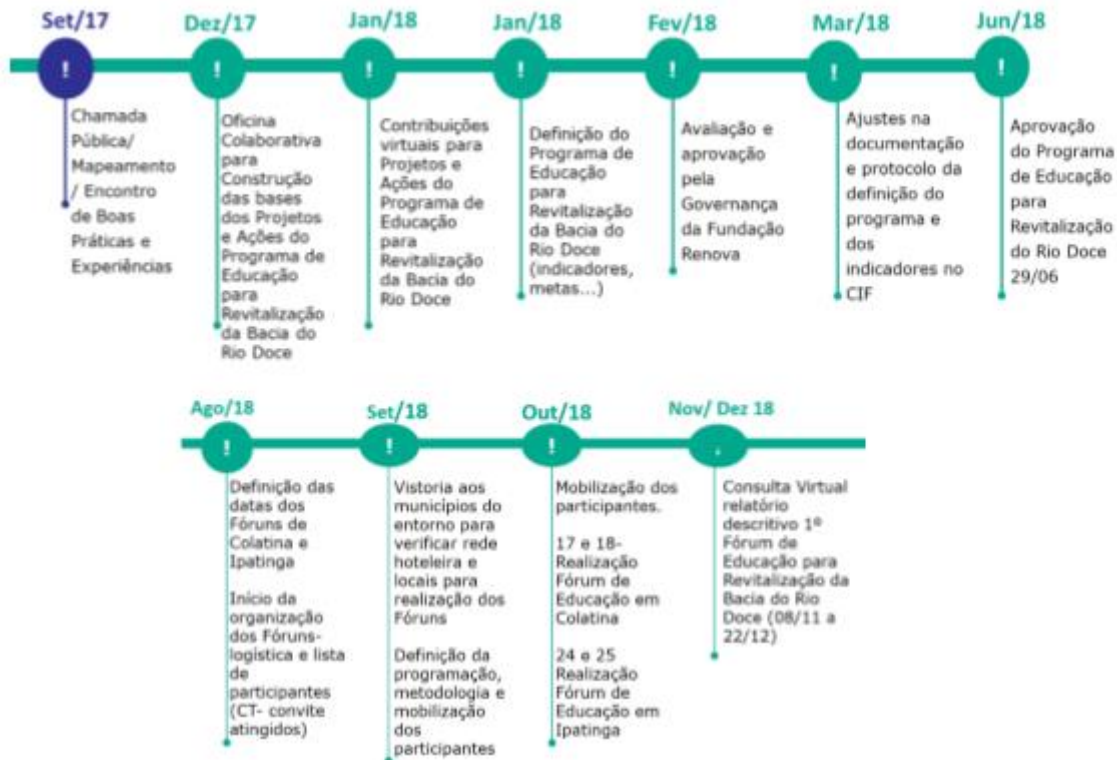 Set/17
!
Chamada
Pública/
Mapeamento
/ Encontro
de Boas
Práticas e
Experiências
Dez/17
!
Oficina
Colaborativa
para
Construção
das bases
dos Projetos
e Ações do
Programa de
Educação
para
Revitalização
da Bacia do
Rio Doce
Jan/18
!
Contribuições
virtuais para
Projetos e
Ações do
Programa de
Educação
para
Revitalização
da Bacia do
Rio Doce
Jan/18
!
Definição do
Programa de
Educação
para
Revitalização
da Bacia do
Rio Doce
(indicadores,
metas...)
Fev/18
!
Avaliação e
aprovação
pela
Governança
da Fundação
Renova
Mar/18
!
Ajustes na
documentação
e protocolo da
definição do
programa e
dos
indicadores no
CIF
Jun/18
!
Aprovação
do Programa
de Educação
para
Revitalização
do Rio Doce
29/06
Ago/18
!
Definição das
datas dos
Fóruns de
Colatina e
Ipatinga
Início da
organização
dos Fóruns-
logística e lista
de
participantes
(CT- convite
atingidos)
Set/18
!
Vistoria aos
municípios do
entorno para
verificar rede
hoteleira e
locais para
realização dos
Fóruns
Definição da
programação,
metodologia e
mobilização
dos
participantes
Out/18
!
Mobilização dos
participantes.
17 e 18-
Realização
Fórum de
Educação em
Colatina
24 e 25
Realização
Fórum de
Educação em
Ipatinga
Nov/ Dez 18
.
Consulta Virtual
relatório
descritivo 1º
Fórum de
Educação para
Revitalização da
Bacia do Rio
Doce (08/11 a
22/12)